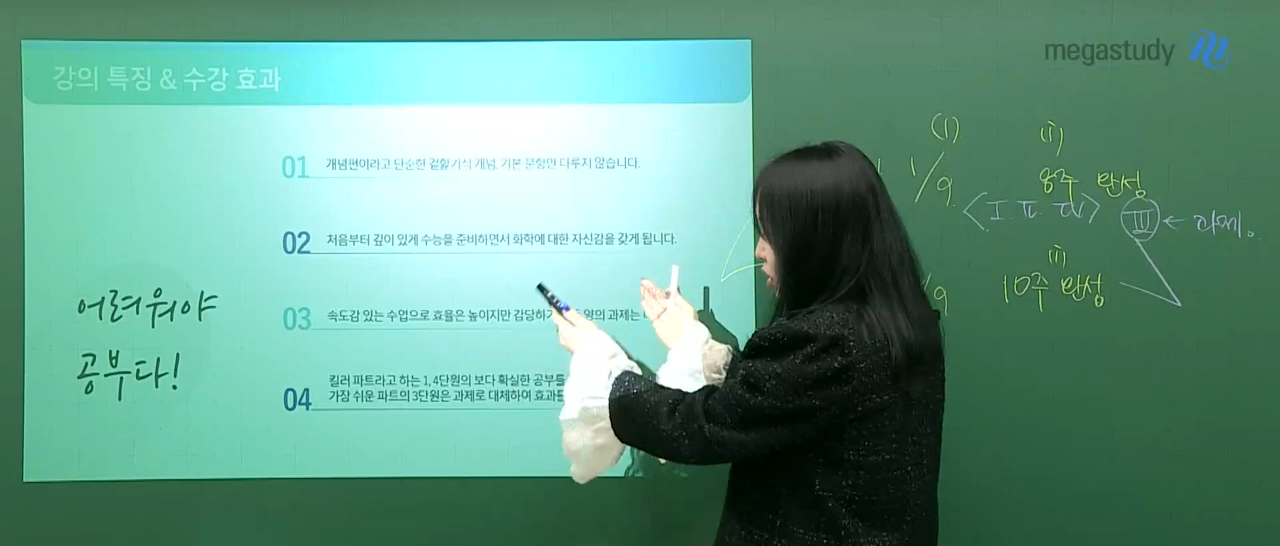 megastudy
강의 특징 & 수강 효과
01 개념편이라고 단순한 겉핥기식 개념, 기본 문항만 다루지 않습니다.
02 처음부터 깊이 있게 수능을 준비하면서 화학에 대한 자신감을 갖게 됩니다.
03 속도감 있는 수업으로 효율은 높이지만 감당하기 양의 과제는
04 킬러 파트라고 하는 1, 4단원의 보다 확실한 공부를
가장 쉬운 파트의 3단원은 과제로 대체하여 효과
어려워야
공부다!
(i) (ii)
1/9. 8주 완성
<I. II. IV> III ← 과제。
(ii)
/9 10주 완성